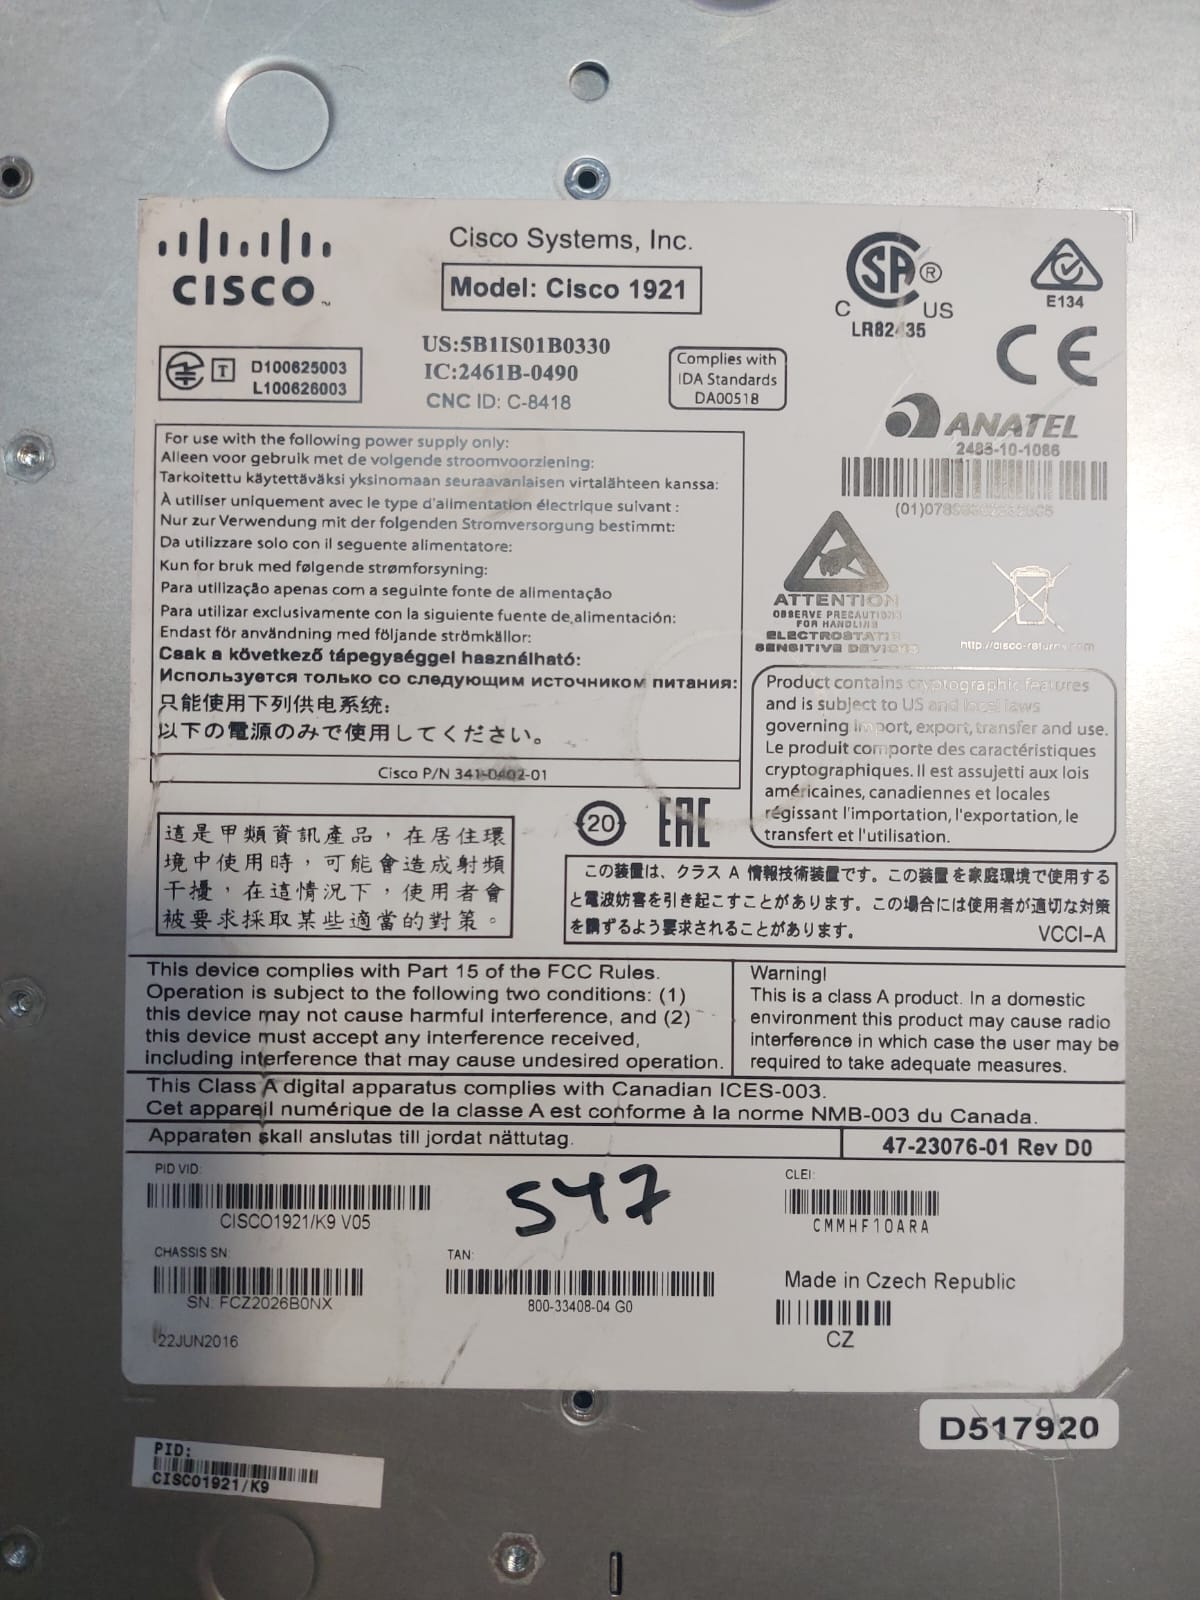 CISCO
Cisco Systems, Inc.
Model: Cisco 1921
US:5B1IS01B0330
IC:2461B-0490
CNC ID: C-8418
T
D100625003
L100626003
Complies with
IDA Standards
DA00518
C US
E134
ANATEL
For use with the following power supply only:
Alleen voor gebruik met de volgende stroomvoorziening:
Tarkoitettu käytettäväksi yksinomaan seuraavanlaisen virtalähteen kanssa:
À utiliser uniquement avec le type d'alimentation électrique suivant :
Nur zur Verwendung mit der folgenden Stromversorgung bestimmt:
Da utilizzare solo con il seguente alimentatore:
Kun for bruk med følgende strømforsyning:
Para utilização apenas com a seguinte fonte de alimentação
Para utilizar exclusivamente con la siguiente fuente de alimentación:
Endast för användning med följande strömkällor:
Csak a következő tápegységgel használható:
Используется только со следующим источником питания:
只能使用下列供电系统:
以下の電源のみで使用してください。
Cisco P/N 341-0402-01
ATTENTION
OBSERVE PRECAUTIONS
FOR HANDLING
ELECTROSTATIC
SENSITIVE DEVICES
http://cisco-returns.com
Product contains cryptographic features
and is subject to US and local laws
governing import, export, transfer and use.
Le produit comporte des caractéristiques
cryptographiques. Il est assujetti aux lois
américaines, canadiennes et locales
régissant l'importation, l'exportation, le
transfert et l'utilisation.
這是甲類資訊產品，在居住環
境中使用時，可能會造成射頻
干擾，在這情況下，使用者會
被要求採取某些適當的對策。
20
EAC
この装置は、クラス A 情報技術装置です。この装置を家庭環境で使用する
と電波妨害を引き起こすことがあります。この場合には使用者が適切な対策
を講ずるよう要求されることがあります。
VCCI-A
This device complies with Part 15 of the FCC Rules.
Operation is subject to the following two conditions: (1)
this device may not cause harmful interference, and (2)
this device must accept any interference received,
including interference that may cause undesired operation.
Warning!
This is a class A product. In a domestic
environment this product may cause radio
interference in which case the user may be
required to take adequate measures.
This Class A digital apparatus complies with Canadian ICES-003.
Cet appareil numérique de la classe A est conforme à la norme NMB-003 du Canada.
Apparaten skall anslutas till jordat nättutag.
47-23076-01 Rev D0
PID VID:
CISCO1921/K9 V05
547
CLEI:
CMMHF10ARA
CHASSIS SN:
SN: FCZ2026B0NX
TAN:
800-33408-04 G0
Made in Czech Republic
CZ
22JUN2016
D517920
PID:
CISCO1921/K9